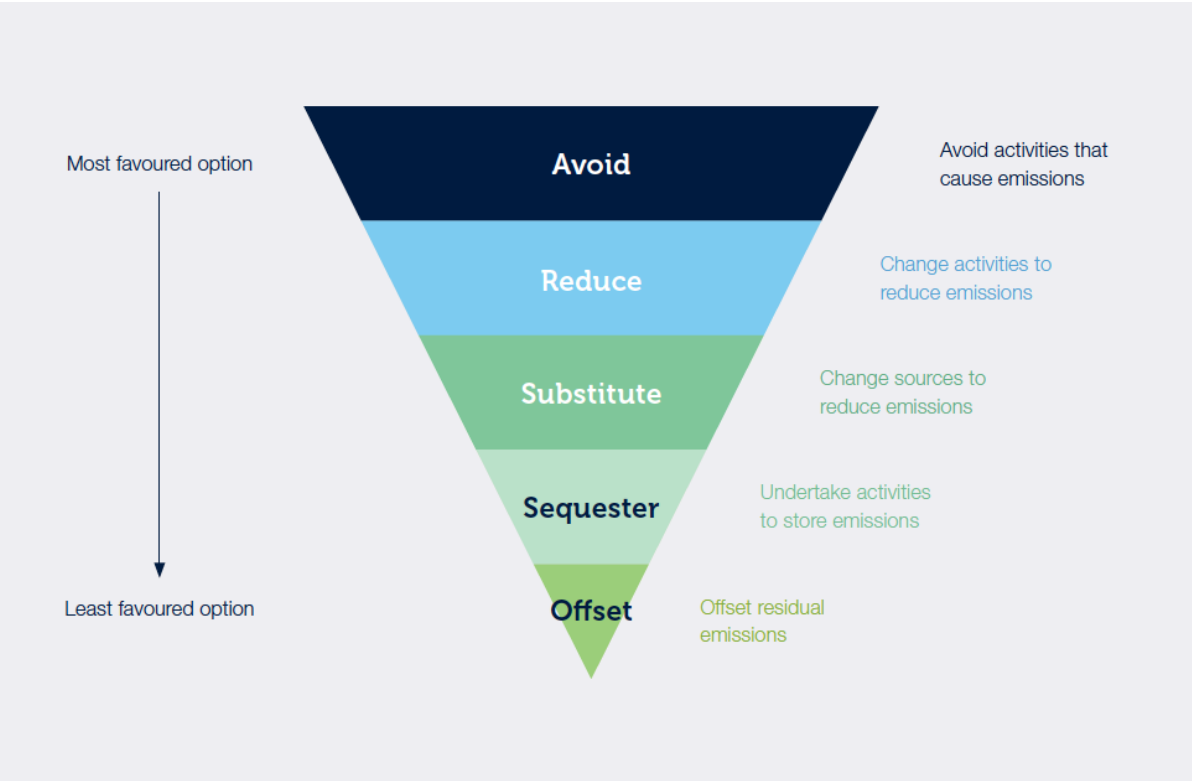 Most favoured option
Avoid
Avoid activities that
cause emissions
Reduce
Change activities to
reduce emissions
Substitute
Change sources to
reduce emissions
Sequester
Undertake activities
to store emissions
Least favoured option
Offset
Offset residual
emissions